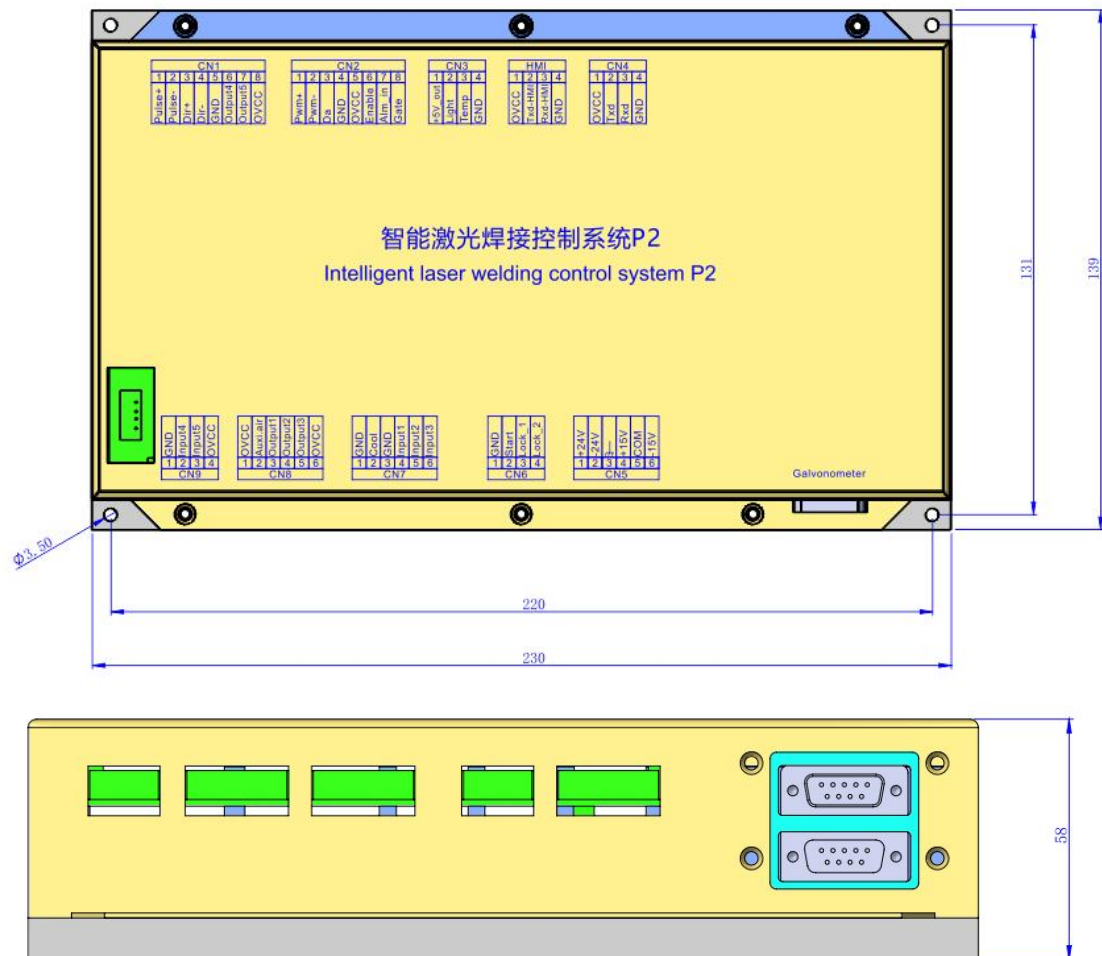 CN1
1 2 3 4 5 6 7 8
Pulse+
Pulse-
Dir+
Dir-
GND
Output4
Output5
OVCC
CN2
1 2 3 4 5 6 7 8
Pwm+
Pwm-
Da
GND
OVCC
Enable
Alm_in
Gate
CN3
1 2 3 4
+5V_out
Light
Temp
GND
HMI
1 2 3 4
OVCC
Txd-HMI
Rxd-HMI
GND
CN4
1 2 3 4
OVCC
Txd
Rxd
GND
智能激光焊接控制系统P2
Intelligent laser welding control system P2
GND
Input4
Input5
OVCC
1 2 3 4
CN9
OVCC
Auxi.air
Output1
Output2
Output3
OVCC
1 2 3 4 5 6
CN8
GND
Cool
GND
Input1
Input2
Input3
1 2 3 4 5 6
CN7
GND
Start
Lock_1
Lock_2
1 2 3 4
CN6
+24V
-24V
+15V
COM
-15V
1 2 3 4 5 6
CN5
Galvonometer
131
139
Ø3.50
220
230
58